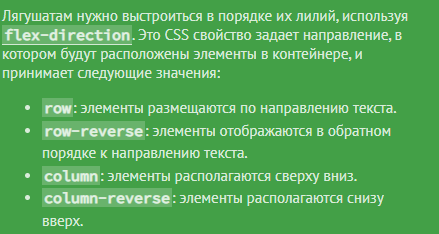 Лягушатам нужно выстроиться в порядке их лилий, используя
flex-direction. Это CSS свойство задает направление, в
котором будут расположены элементы в контейнере, и
принимает следующие значения:
• row: элементы размещаются по направлению текста.
• row-reverse: элементы отображаются в обратном
порядке к направлению текста.
• column: элементы располагаются сверху вниз.
• column-reverse: элементы располагаются снизу
вверх.